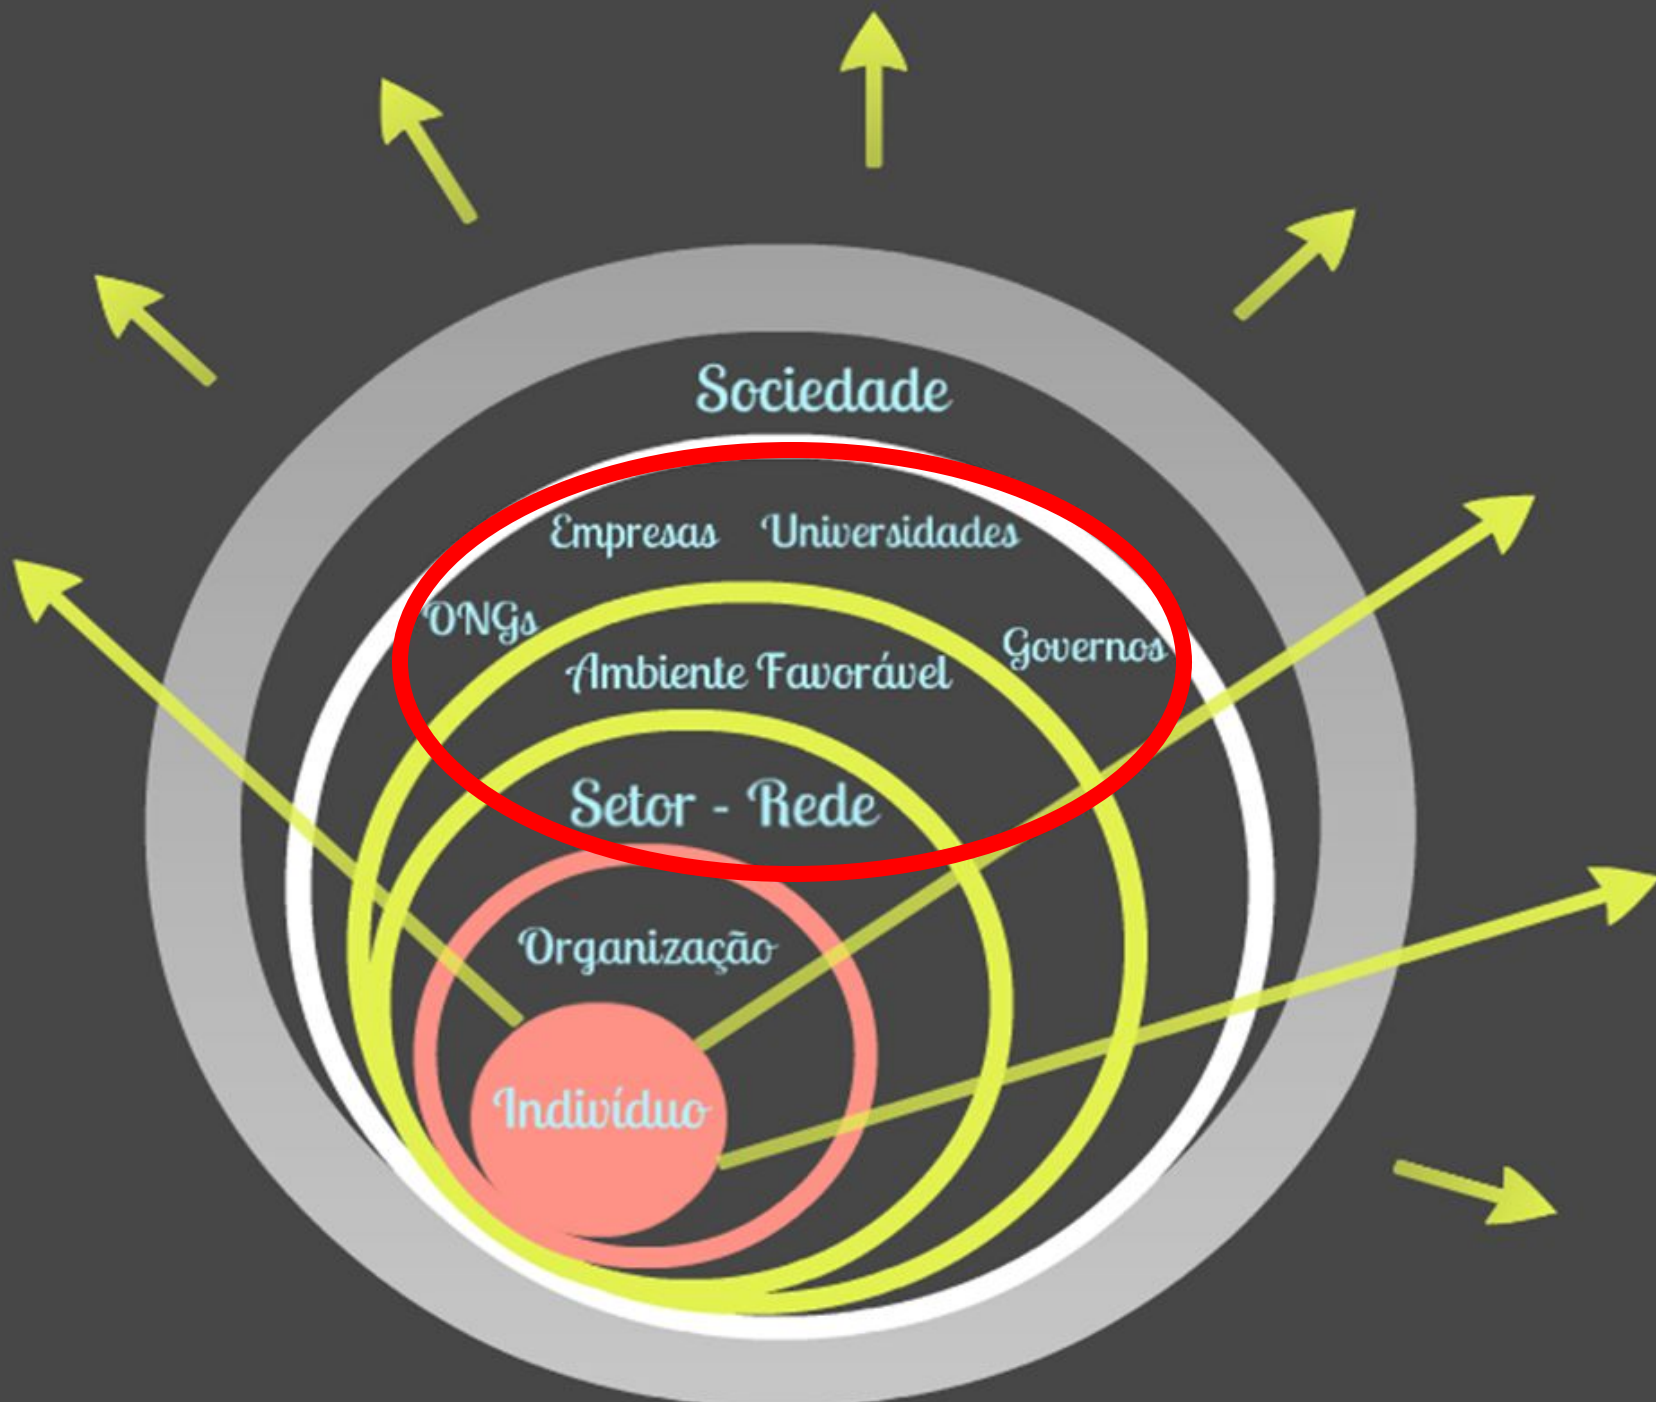 Sociedade
Empresas Universidades
ONGs
Governos
Ambiente Favorável
Setor - Rede
Organização
Indivíduo